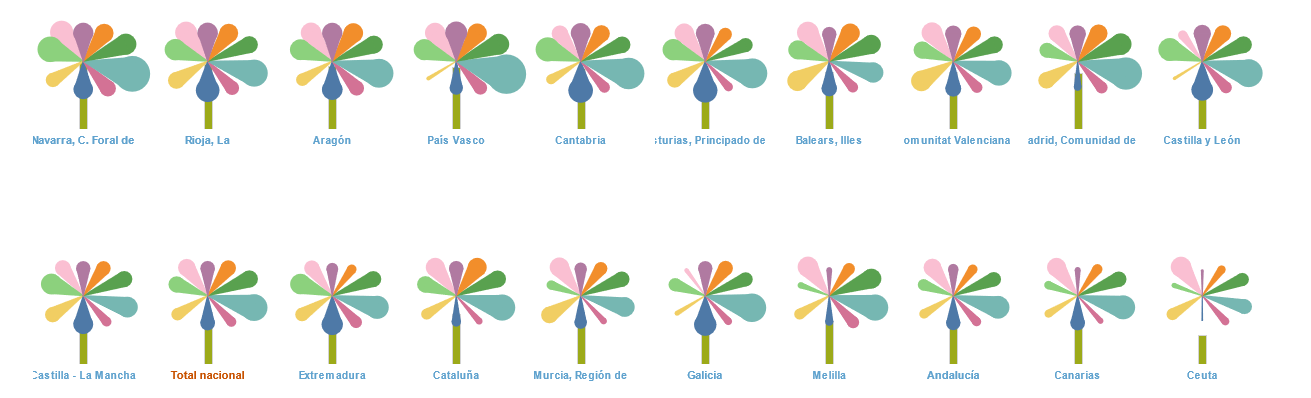 Navarra, C. Foral de
Rioja, La
Aragón
País Vasco
Cantabria
sturias, Principado de
Balears, Illes
omunitat Valenciana
adrid, Comunidad de
Castilla y León
Castilla - La Mancha
Total nacional
Extremadura
Cataluña
Murcia, Región de
Galicia
Melilla
Andalucía
Canarias
Ceuta